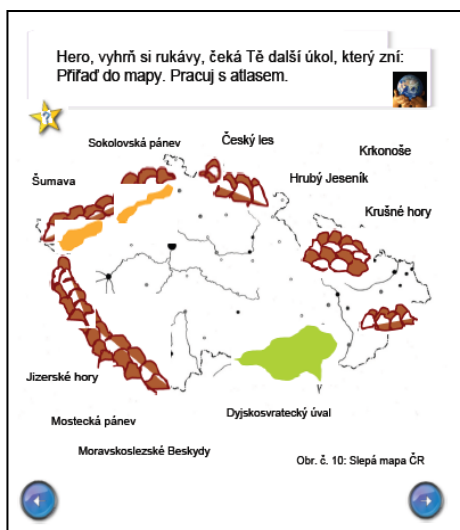 Hero, vyhrň si rukávy, čeká Tě další úkol, který zní:
Přiřaď do mapy. Pracuj s atlasem.
?
Sokolovská pánev
Český les
Krkonoše
Šumava
Hrubý Jeseník
Krušné hory
Jizerské hory
Dyjskosvratecký úval
Mostecká pánev
Moravskoslezské Beskydy
Obr. č. 10: Slepá mapa ČR